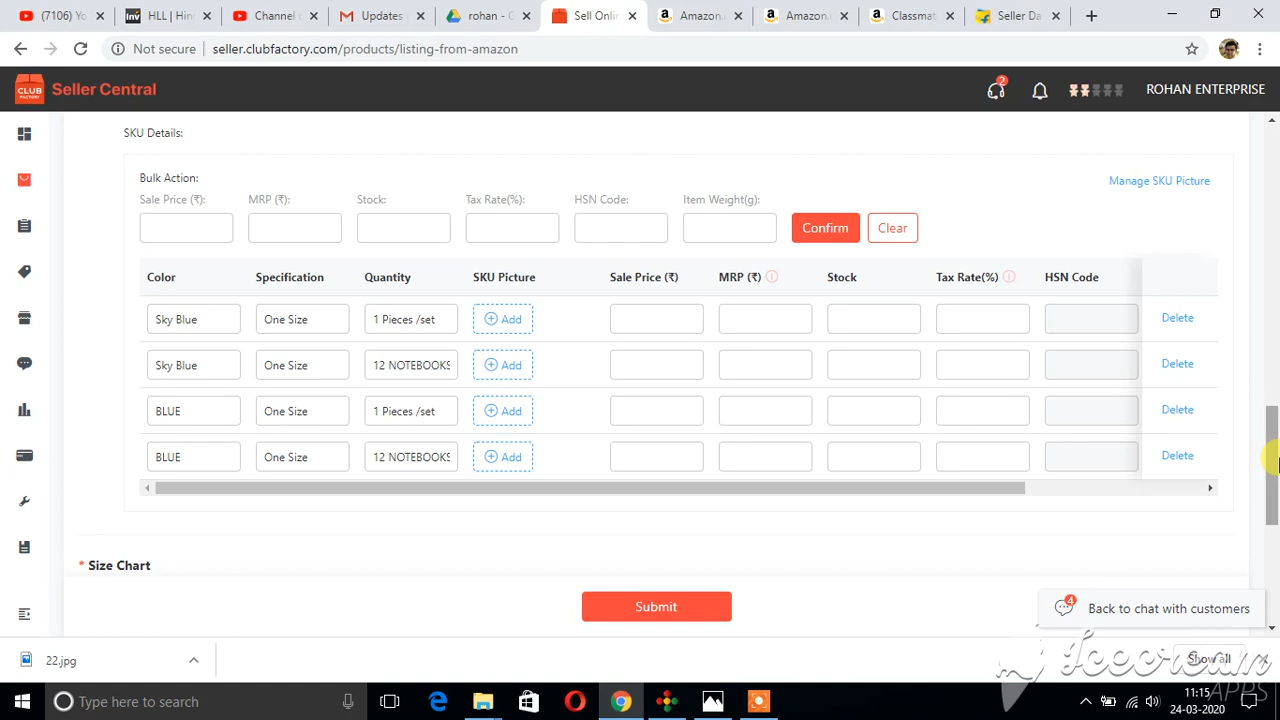 (7106) Yo
HLL | Hin
Channel
Updates
rohan - G
Sell Onlin
Amazon.
Amazon.
Classmat
Seller Da
Not secure
seller.clubfactory.com/products/listing-from-amazon
CLUB
FACTORY
Seller Central
2
ROHAN ENTERPRISE
SKU Details:
Bulk Action:
Manage SKU Picture
Sale Price (₹): MRP (₹): Stock: Tax Rate(%): HSN Code: Item Weight(g):
Confirm Clear
Color Specification Quantity SKU Picture Sale Price (₹) MRP (₹) Stock Tax Rate(%) HSN Code
Sky Blue One Size 1 Pieces /set Add Delete
Sky Blue One Size 12 NOTEBOOKS Add Delete
BLUE One Size 1 Pieces /set Add Delete
BLUE One Size 12 NOTEBOOKS Add Delete
* Size Chart
Submit
4
Back to chat with customers
22.jpg
Show all
Icecream
APPS
Type here to search
11:15
24-03-2020